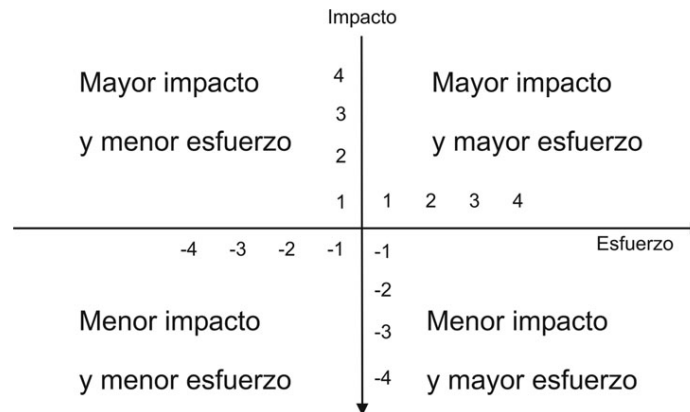 Impacto
Mayor impacto
y menor esfuerzo
4
3
2
1
Mayor impacto
y mayor esfuerzo
1 2 3 4
Esfuerzo
-4 -3 -2 -1
-1
-2
-3
-4
Menor impacto
y menor esfuerzo
Menor impacto
y mayor esfuerzo